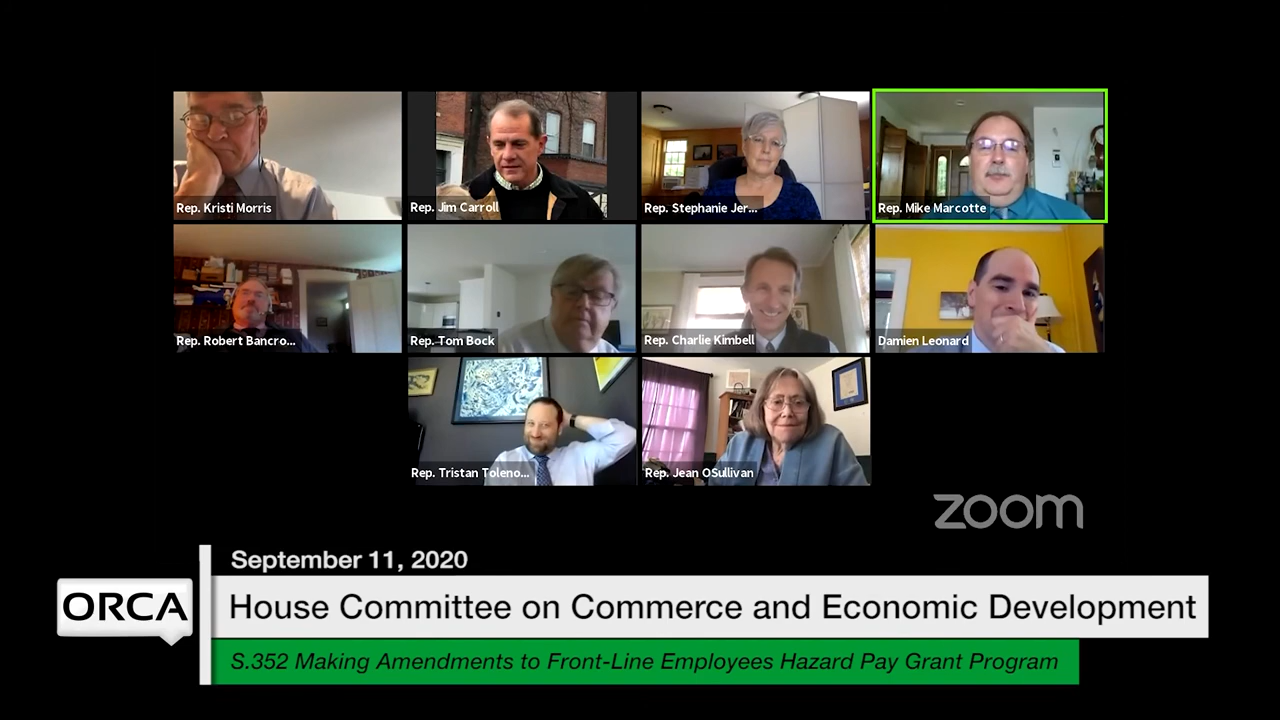 Rep. Kristi Morris
Rep. Jim Carroll
Rep. Stephanie Jer...
Rep. Mike Marcotte
Rep. Robert Bancro...
Rep. Tom Bock
Rep. Charlie Kimbell
Damien Leonard
Rep. Tristan Toleno...
Rep. Jean OSullivan
zoom
September 11, 2020
ORCA
House Committee on Commerce and Economic Development
S.352 Making Amendments to Front-Line Employees Hazard Pay Grant Program